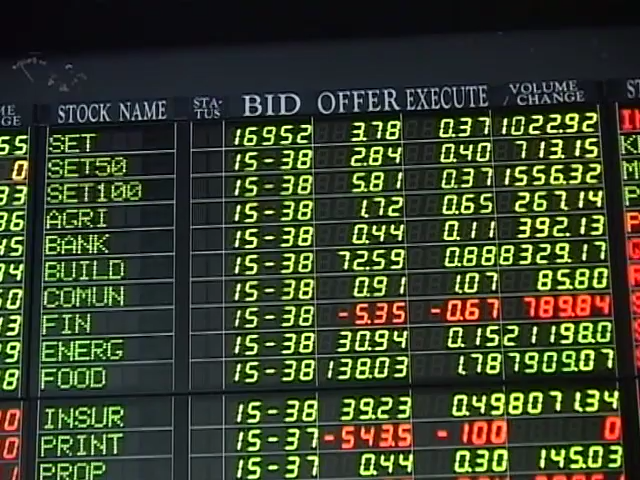 STOCK NAME STA-TUS BID OFFER EXECUTE VOLUME / CHANGE
SET 16952 3.78 0.37 1022.92
SET50 15-38 2.84 0.40 713.15
SET100 15-38 5.81 0.37 1556.32
AGRI 15-38 1.72 0.65 267.14
BANK 15-38 0.44 0.11 392.13
BUILD 15-38 72.59 0.88 8329.17
COMUN 15-38 0.91 1.07 85.80
FIN 15-38 -5.35 -0.67 789.84
ENERG 15-38 30.94 0.15 21198.0
FOOD 15-38 138.03 1.78 7909.07
INSUR 15-38 39.23 0.49 8071.34
PRINT 15-37 -543.5 -100 0
PROP 15-37 0.44 0.30 145.03